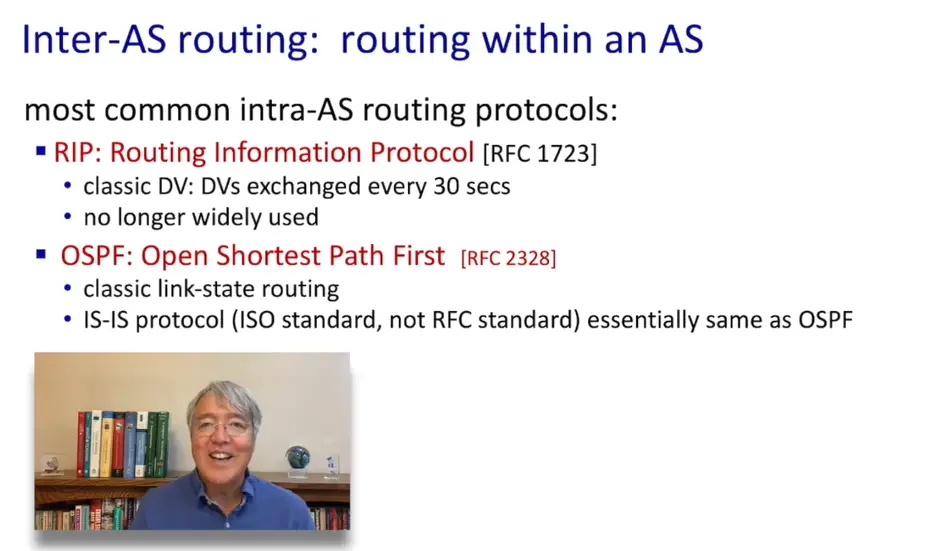 Inter-AS routing: routing within an AS
most common intra-AS routing protocols:
▪ RIP: Routing Information Protocol [RFC 1723]
• classic DV: DVs exchanged every 30 secs
• no longer widely used
▪ OSPF: Open Shortest Path First [RFC 2328]
• classic link-state routing
• IS-IS protocol (ISO standard, not RFC standard) essentially same as OSPF